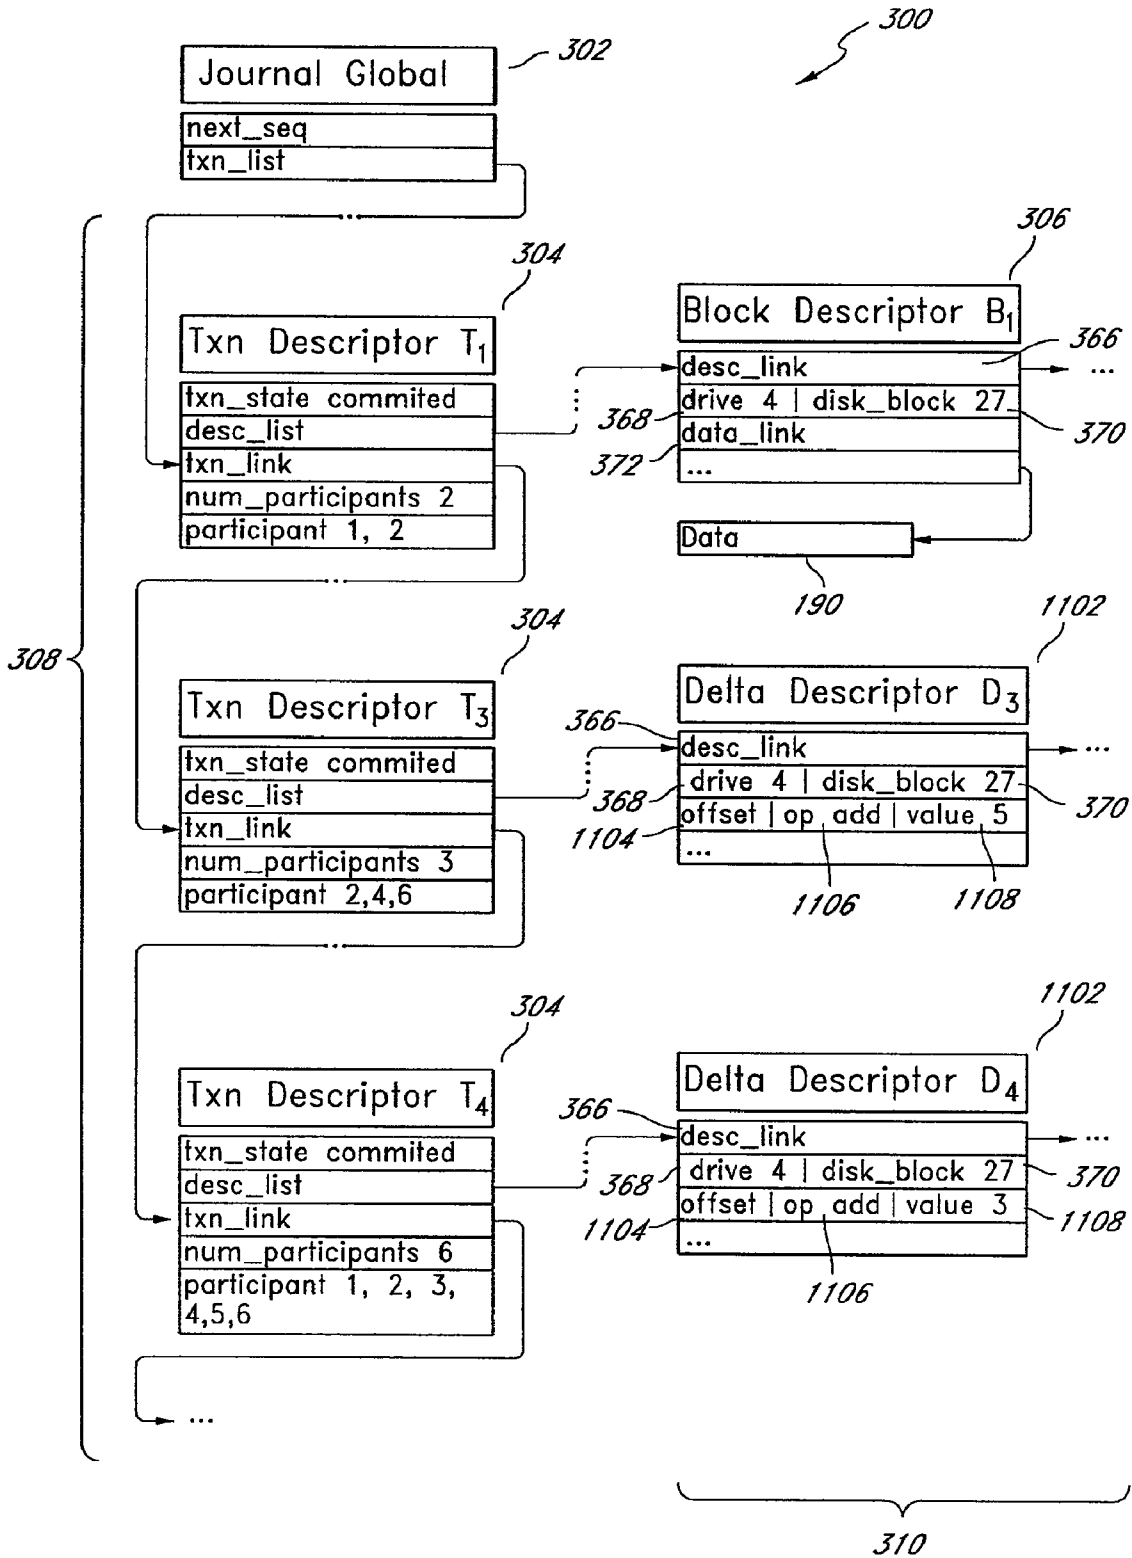 300
302
Journal Global
next_seq
txn_list
...
304
Txn Descriptor T1
txn_state commited
desc_list
txn_link
num_participants 2
participant 1, 2
306
Block Descriptor B1
366
desc_link
...
368
drive 4 | disk_block 27
370
data_link
372
...
Data
190
308
304
Txn Descriptor T3
txn_state commited
desc_list
txn_link
num_participants 3
participant 2,4,6
1102
Delta Descriptor D3
366
desc_link
...
368
drive 4 | disk_block 27
370
1104
offset | op add | value 5
...
1106
1108
304
Txn Descriptor T4
txn_state commited
desc_list
txn_link
num_participants 6
participant 1, 2, 3,
4,5,6
...
1102
Delta Descriptor D4
366
desc_link
...
368
drive 4 | disk_block 27
370
1104
offset | op add | value 3
1108
...
1106
310